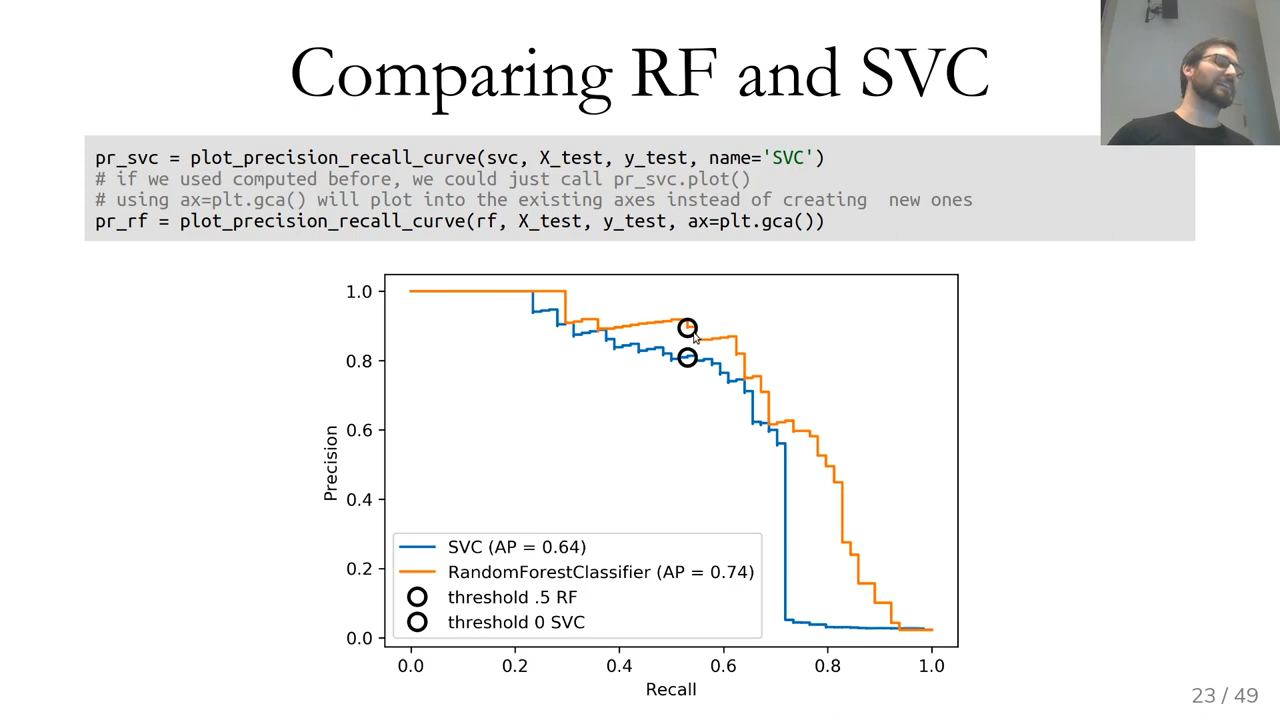 Comparing RF and SVC
pr_svc = plot_precision_recall_curve(svc, X_test, y_test, name='SVC')
# if we used computed before, we could just call pr_svc.plot()
# using ax=plt.gca() will plot into the existing axes instead of creating  new ones
pr_rf = plot_precision_recall_curve(rf, X_test, y_test, ax=plt.gca())
1.0
0.8
0.6
0.4
0.2
0.0
Precision
SVC (AP = 0.64)
RandomForestClassifier (AP = 0.74)
threshold .5 RF
threshold 0 SVC
0.0 0.2 0.4 0.6 0.8 1.0
Recall
23 / 49